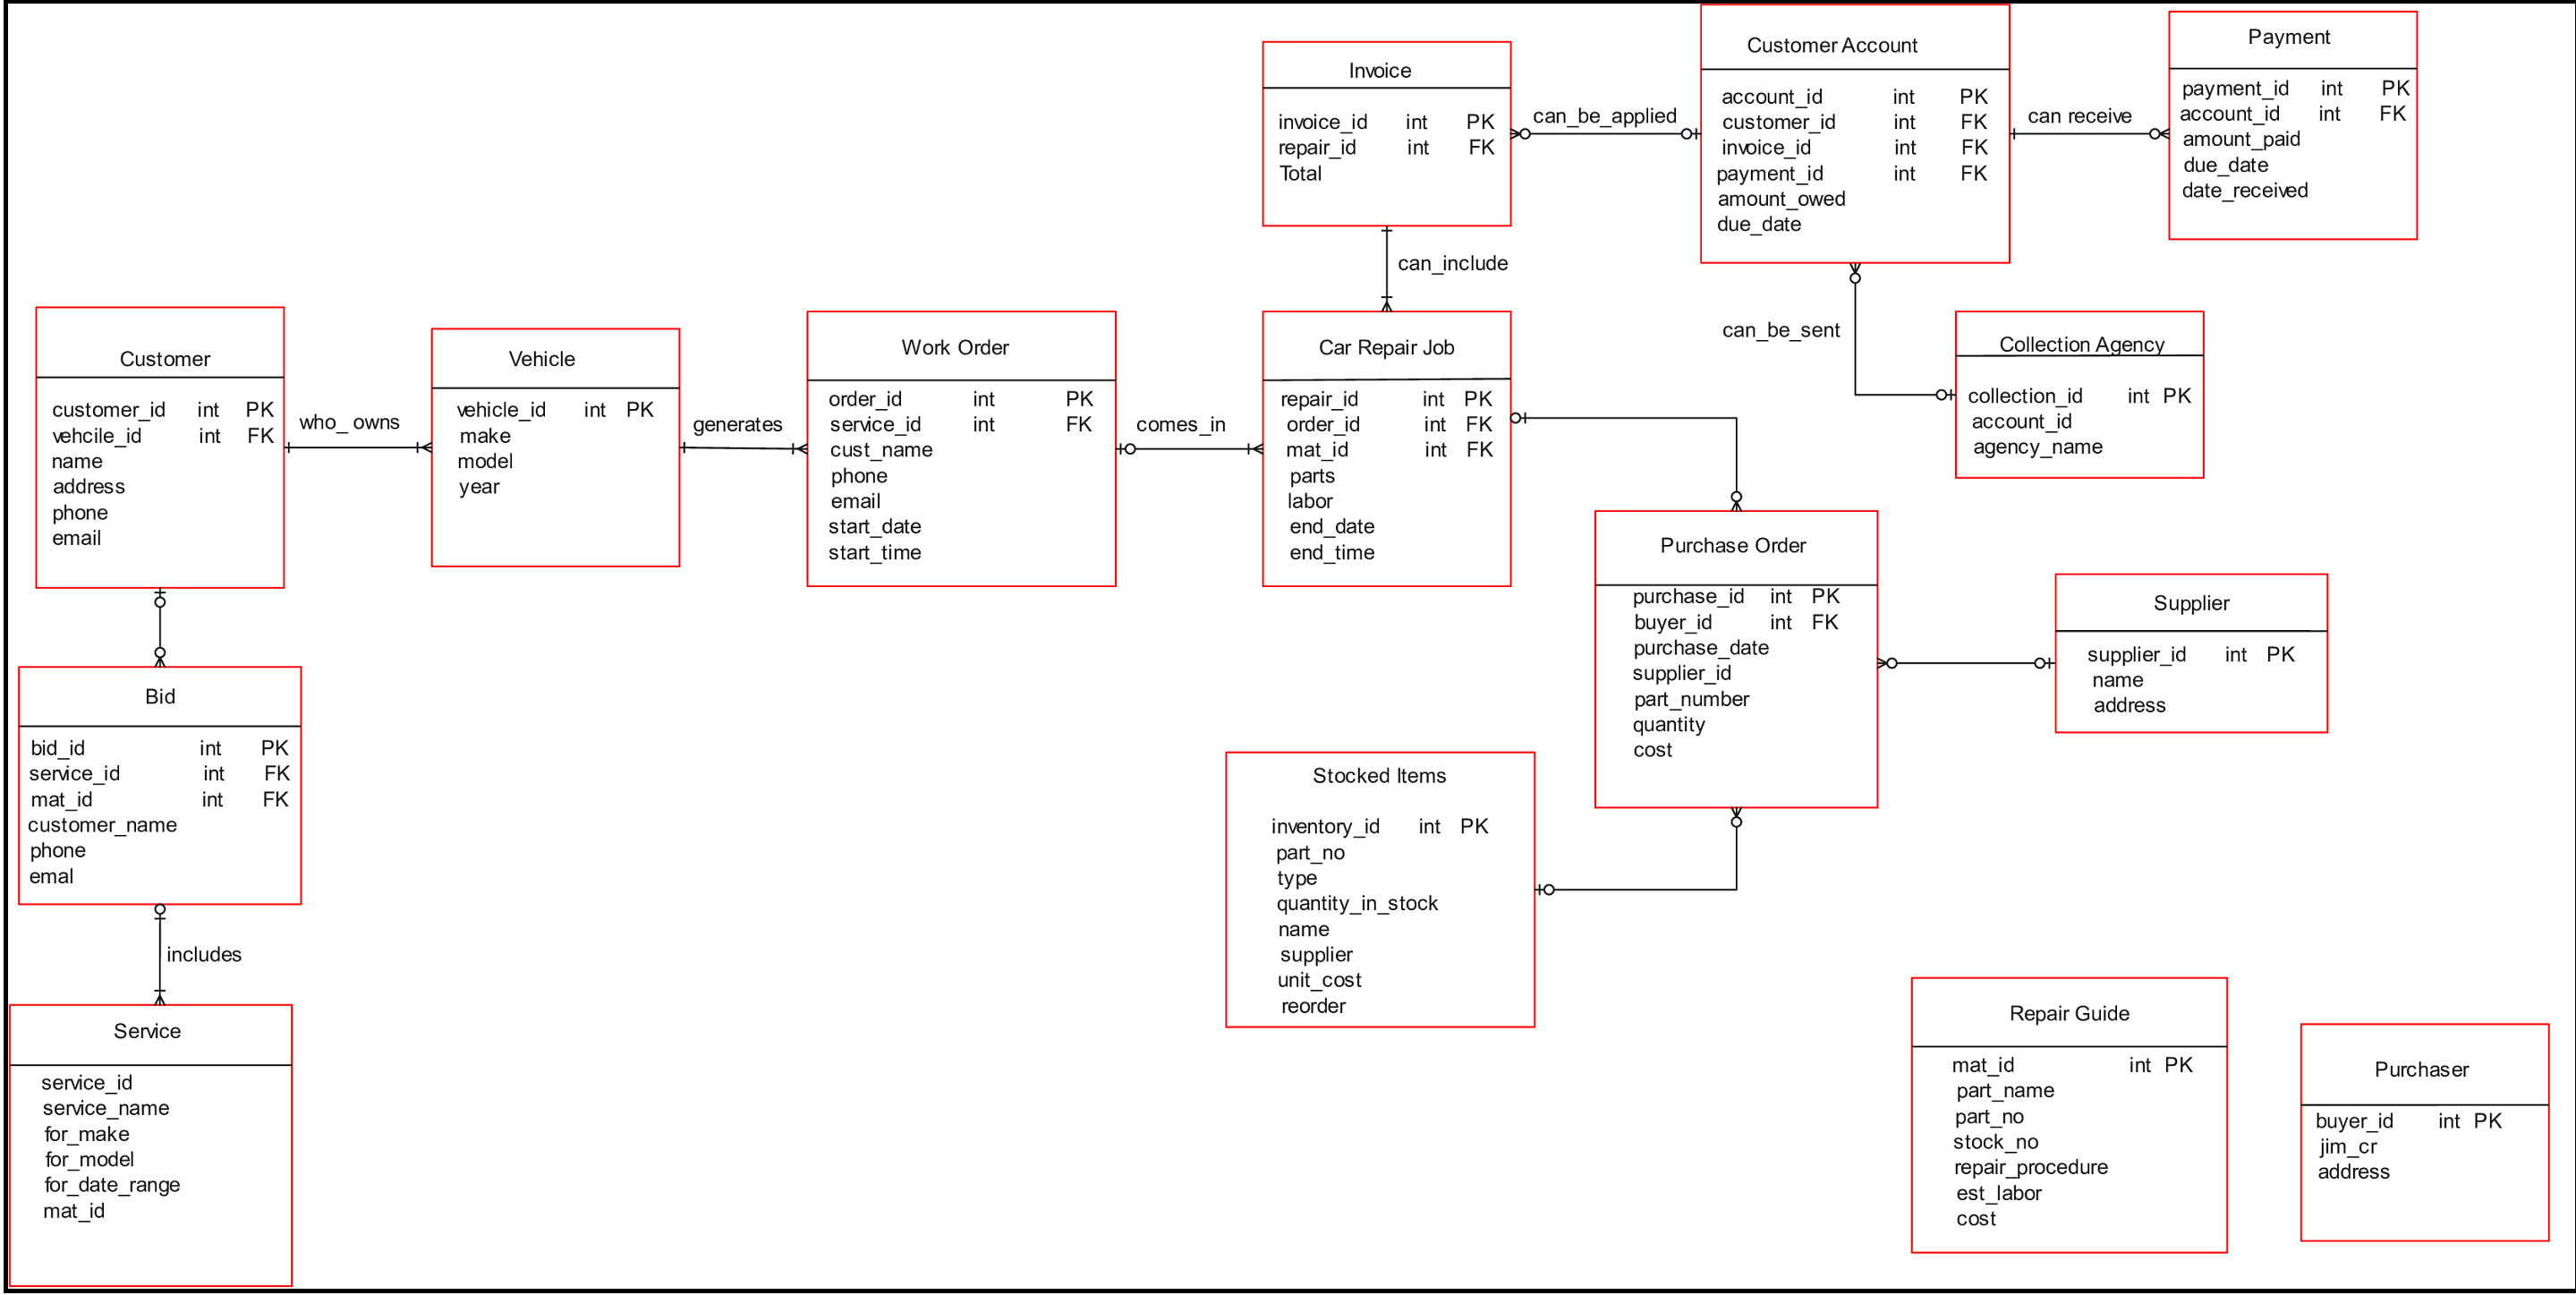 Invoice
invoice_id int PK
repair_id int FK
Total
can_be_applied
Customer Account
account_id int PK
customer_id int FK
invoice_id int FK
payment_id int FK
amount_owed
due_date
can receive
Payment
payment_id int PK
account_id int FK
amount_paid
due_date
date_received
can_include
can_be_sent
Customer
customer_id int PK
vehcile_id int FK
name
address
phone
email
who_ owns
Vehicle
vehicle_id int PK
make
model
year
generates
Work Order
order_id int PK
service_id int FK
cust_name
phone
email
start_date
start_time
comes_in
Car Repair Job
repair_id int PK
order_id int FK
mat_id int FK
parts
labor
end_date
end_time
Collection Agency
collection_id int PK
account_id
agency_name
Purchase Order
purchase_id int PK
buyer_id int FK
purchase_date
supplier_id
part_number
quantity
cost
Supplier
supplier_id int PK
name
address
Bid
bid_id int PK
service_id int FK
mat_id int FK
customer_name
phone
emal
includes
Stocked Items
inventory_id int PK
part_no
type
quantity_in_stock
name
supplier
unit_cost
reorder
Service
service_id
service_name
for_make
for_model
for_date_range
mat_id
Repair Guide
mat_id int PK
part_name
part_no
stock_no
repair_procedure
est_labor
cost
Purchaser
buyer_id int PK
jim_cr
address